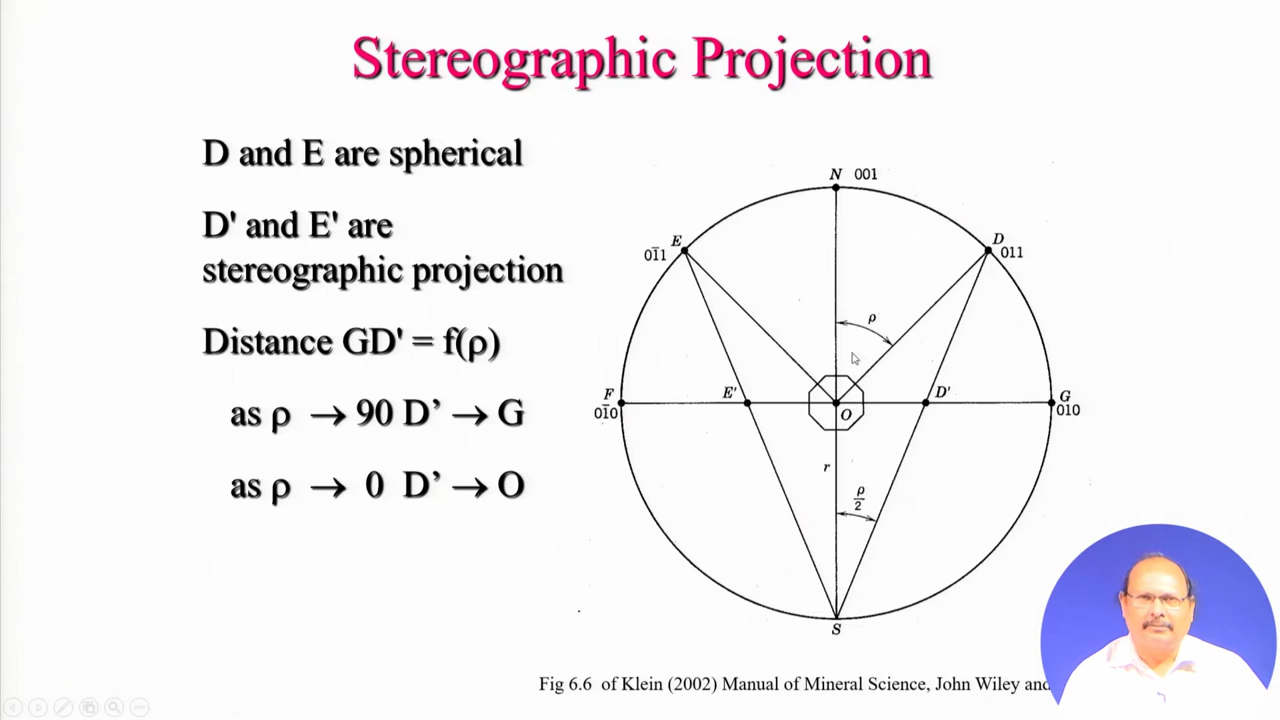 Stereographic Projection
D and E are spherical
D' and E' are
stereographic projection
Distance GD' = f(ρ)
as ρ → 90 D’ → G
as ρ → 0 D’ → O
N 001
E
01̅1
D
011
ρ
F
01̅0
E'
O
D'
G
010
r
ρ/2
S
Fig 6.6 of Klein (2002) Manual of Mineral Science, John Wiley and